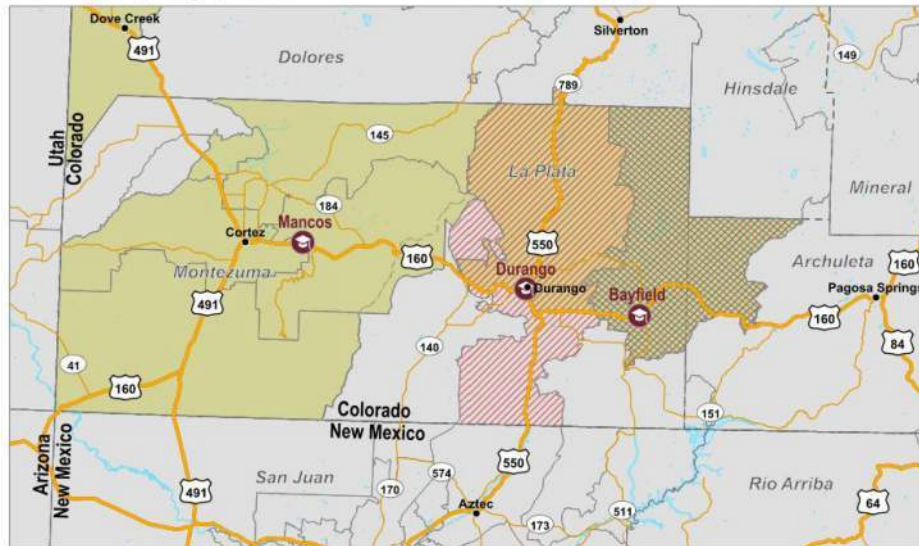 Dove Creek
491
Dolores
Silverton
149
Hinsdale
789
Utah
Colorado
145
La Plata
Mineral
184
Mancos
Cortez
550
160
Montezuma
Durango
Durango
Archuleta
160
Bayfield
Pagosa Springs
491
160
84
140
41
160
Colorado
New Mexico
151
Arizona
New Mexico
San Juan
574
550
Rio Arriba
491
170
Aztec
511
64
173